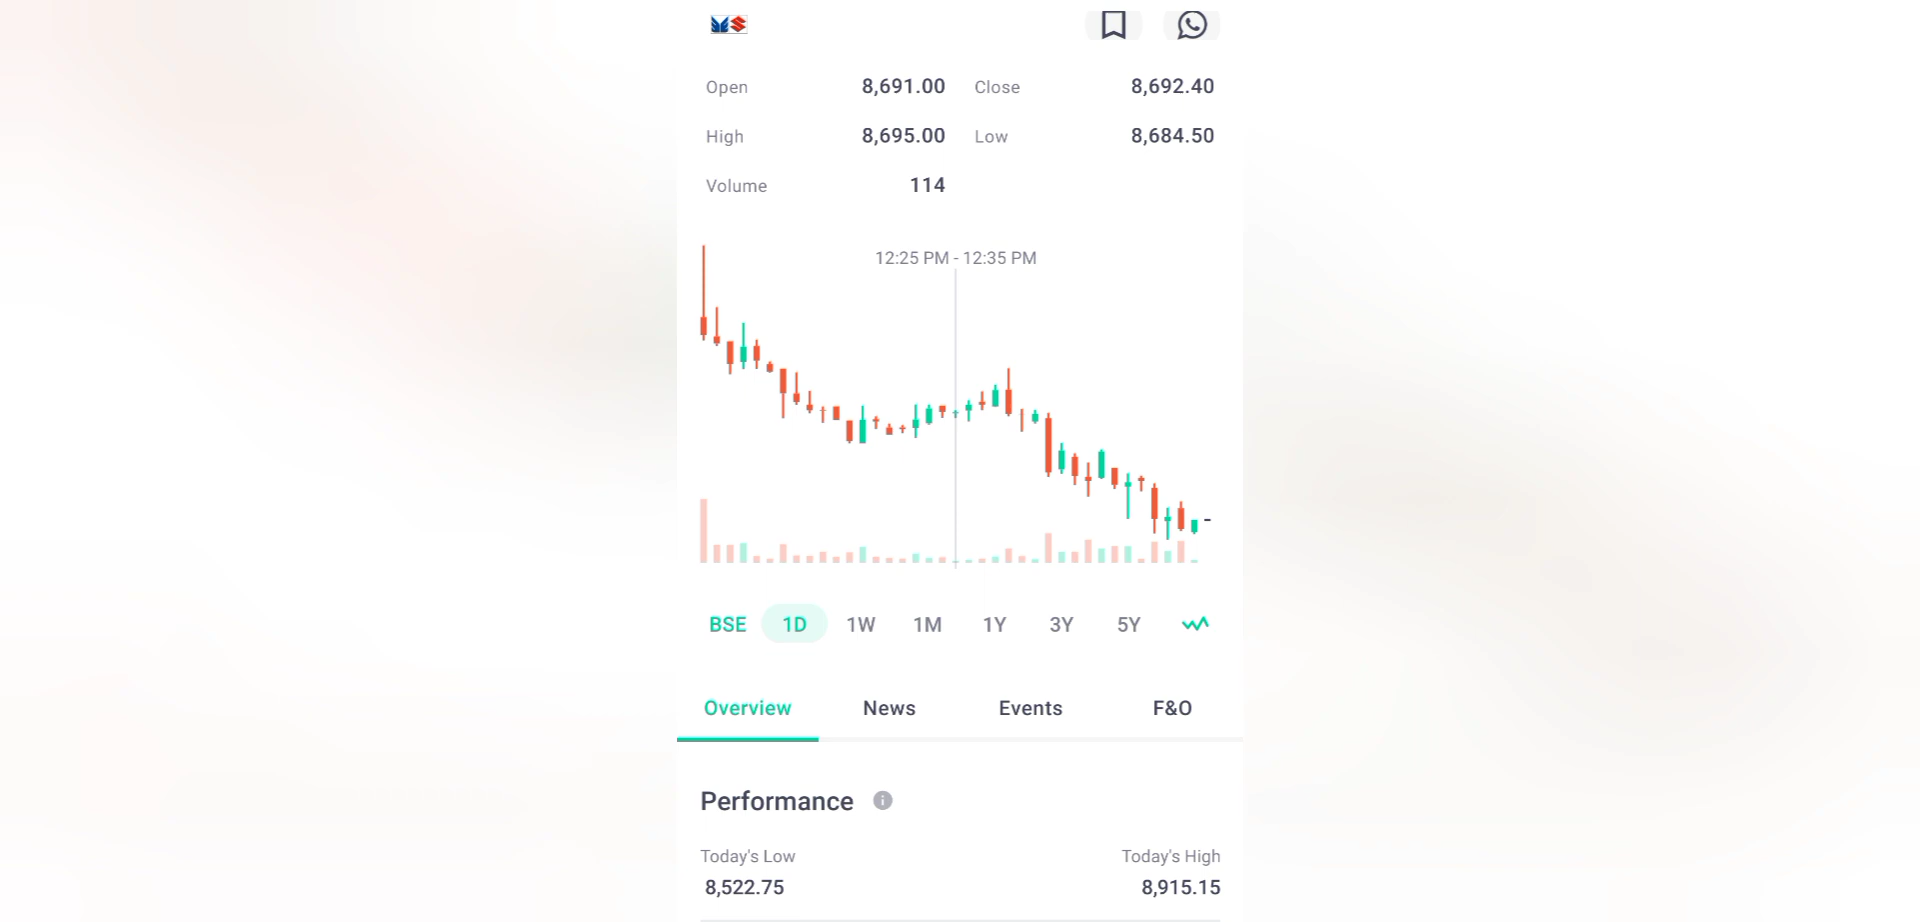 Open 8,691.00 Close 8,692.40
High 8,695.00 Low 8,684.50
Volume 114
12:25 PM - 12:35 PM
BSE 1D 1W 1M 1Y 3Y 5Y
Overview News Events F&O
Performance
Today's Low Today's High
8,522.75 8,915.15